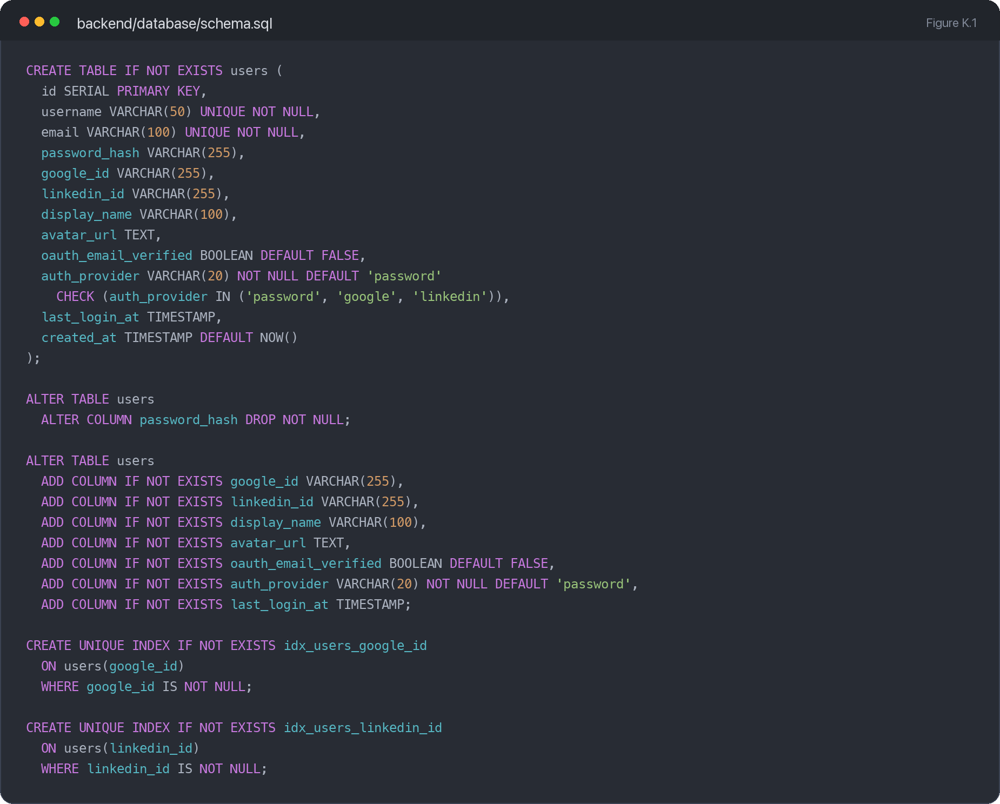 backend/database/schema.sql
Figure K.1
CREATE TABLE IF NOT EXISTS users (
  id SERIAL PRIMARY KEY,
  username VARCHAR(50) UNIQUE NOT NULL,
  email VARCHAR(100) UNIQUE NOT NULL,
  password_hash VARCHAR(255),
  google_id VARCHAR(255),
  linkedin_id VARCHAR(255),
  display_name VARCHAR(100),
  avatar_url TEXT,
  oauth_email_verified BOOLEAN DEFAULT FALSE,
  auth_provider VARCHAR(20) NOT NULL DEFAULT 'password'
    CHECK (auth_provider IN ('password', 'google', 'linkedin')),
  last_login_at TIMESTAMP,
  created_at TIMESTAMP DEFAULT NOW()
);
ALTER TABLE users
  ALTER COLUMN password_hash DROP NOT NULL;
ALTER TABLE users
  ADD COLUMN IF NOT EXISTS google_id VARCHAR(255),
  ADD COLUMN IF NOT EXISTS linkedin_id VARCHAR(255),
  ADD COLUMN IF NOT EXISTS display_name VARCHAR(100),
  ADD COLUMN IF NOT EXISTS avatar_url TEXT,
  ADD COLUMN IF NOT EXISTS oauth_email_verified BOOLEAN DEFAULT FALSE,
  ADD COLUMN IF NOT EXISTS auth_provider VARCHAR(20) NOT NULL DEFAULT 'password',
  ADD COLUMN IF NOT EXISTS last_login_at TIMESTAMP;
CREATE UNIQUE INDEX IF NOT EXISTS idx_users_google_id
  ON users(google_id)
  WHERE google_id IS NOT NULL;
CREATE UNIQUE INDEX IF NOT EXISTS idx_users_linkedin_id
  ON users(linkedin_id)
  WHERE linkedin_id IS NOT NULL;